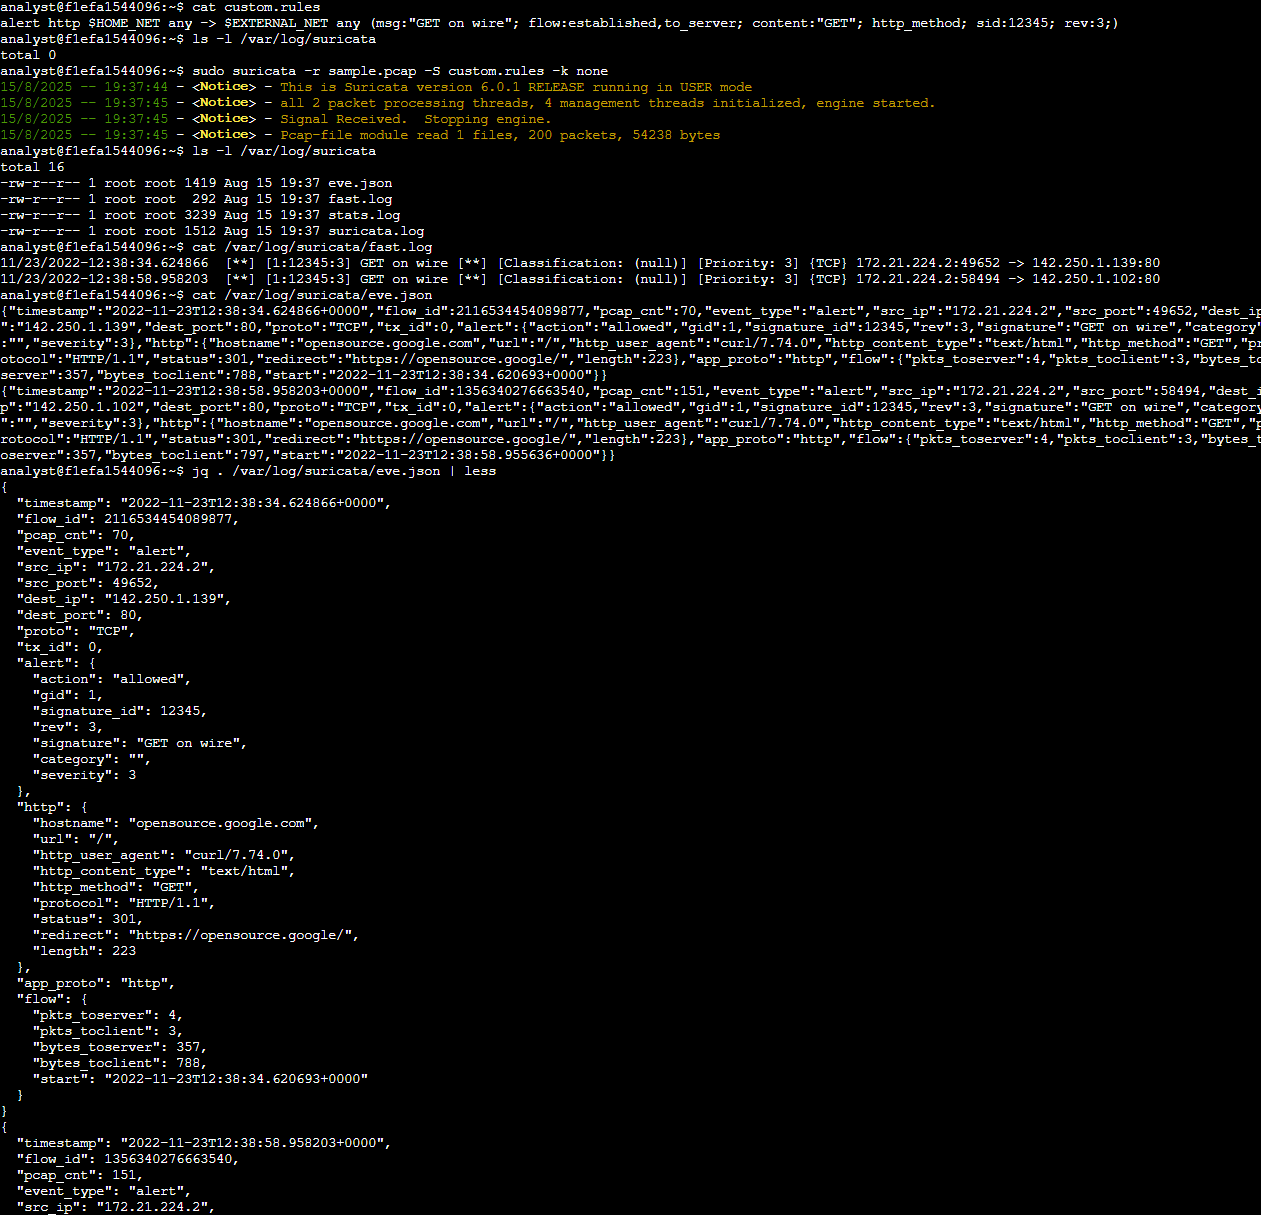 analyst@f1efa1544096:~$ cat custom.rules
alert http $HOME_NET any -> $EXTERNAL_NET any (msg:"GET on wire"; flow:established,to_server; content:"GET"; http_method; sid:12345; rev:3;)
analyst@f1efa1544096:~$ ls -l /var/log/suricata
total 0
analyst@f1efa1544096:~$ sudo suricata -r sample.pcap -S custom.rules -k none
15/8/2025 -- 19:37:44 - <Notice> - This is Suricata version 6.0.1 RELEASE running in USER mode
15/8/2025 -- 19:37:45 - <Notice> - all 2 packet processing threads, 4 management threads initialized, engine started.
15/8/2025 -- 19:37:45 - <Notice> - Signal Received.  Stopping engine.
15/8/2025 -- 19:37:45 - <Notice> - Pcap-file module read 1 files, 200 packets, 54238 bytes
analyst@f1efa1544096:~$ ls -l /var/log/suricata
total 16
-rw-r--r-- 1 root root 1419 Aug 15 19:37 eve.json
-rw-r--r-- 1 root root  292 Aug 15 19:37 fast.log
-rw-r--r-- 1 root root 3239 Aug 15 19:37 stats.log
-rw-r--r-- 1 root root 1512 Aug 15 19:37 suricata.log
analyst@f1efa1544096:~$ cat /var/log/suricata/fast.log
11/23/2022-12:38:34.624866  [**] [1:12345:3] GET on wire [**] [Classification: (null)] [Priority: 3] {TCP} 172.21.224.2:49652 -> 142.250.1.139:80
11/23/2022-12:38:58.958203  [**] [1:12345:3] GET on wire [**] [Classification: (null)] [Priority: 3] {TCP} 172.21.224.2:58494 -> 142.250.1.102:80
analyst@f1efa1544096:~$ cat /var/log/suricata/eve.json
{"timestamp":"2022-11-23T12:38:34.624866+0000","flow_id":2116534454089877,"pcap_cnt":70,"event_type":"alert","src_ip":"172.21.224.2","src_port":49652,"dest_ip
":"142.250.1.139","dest_port":80,"proto":"TCP","tx_id":0,"alert":{"action":"allowed","gid":1,"signature_id":12345,"rev":3,"signature":"GET on wire","category"
:"","severity":3},"http":{"hostname":"opensource.google.com","url":"/","http_user_agent":"curl/7.74.0","http_content_type":"text/html","http_method":"GET","pr
otocol":"HTTP/1.1","status":301,"redirect":"https://opensource.google/","length":223},"app_proto":"http","flow":{"pkts_toserver":4,"pkts_toclient":3,"bytes_to
server":357,"bytes_toclient":788,"start":"2022-11-23T12:38:34.620693+0000"}}
{"timestamp":"2022-11-23T12:38:58.958203+0000","flow_id":1356340276663540,"pcap_cnt":151,"event_type":"alert","src_ip":"172.21.224.2","src_port":58494,"dest_i
p":"142.250.1.102","dest_port":80,"proto":"TCP","tx_id":0,"alert":{"action":"allowed","gid":1,"signature_id":12345,"rev":3,"signature":"GET on wire","category
":"","severity":3},"http":{"hostname":"opensource.google.com","url":"/","http_user_agent":"curl/7.74.0","http_content_type":"text/html","http_method":"GET","p
rotocol":"HTTP/1.1","status":301,"redirect":"https://opensource.google/","length":223},"app_proto":"http","flow":{"pkts_toserver":4,"pkts_toclient":3,"bytes_t
oserver":357,"bytes_toclient":797,"start":"2022-11-23T12:38:58.955636+0000"}}
analyst@f1efa1544096:~$ jq . /var/log/suricata/eve.json | less
{
  "timestamp": "2022-11-23T12:38:34.624866+0000",
  "flow_id": 2116534454089877,
  "pcap_cnt": 70,
  "event_type": "alert",
  "src_ip": "172.21.224.2",
  "src_port": 49652,
  "dest_ip": "142.250.1.139",
  "dest_port": 80,
  "proto": "TCP",
  "tx_id": 0,
  "alert": {
    "action": "allowed",
    "gid": 1,
    "signature_id": 12345,
    "rev": 3,
    "signature": "GET on wire",
    "category": "",
    "severity": 3
  },
  "http": {
    "hostname": "opensource.google.com",
    "url": "/",
    "http_user_agent": "curl/7.74.0",
    "http_content_type": "text/html",
    "http_method": "GET",
    "protocol": "HTTP/1.1",
    "status": 301,
    "redirect": "https://opensource.google/",
    "length": 223
  },
  "app_proto": "http",
  "flow": {
    "pkts_toserver": 4,
    "pkts_toclient": 3,
    "bytes_toserver": 357,
    "bytes_toclient": 788,
    "start": "2022-11-23T12:38:34.620693+0000"
  }
}
{
  "timestamp": "2022-11-23T12:38:58.958203+0000",
  "flow_id": 1356340276663540,
  "pcap_cnt": 151,
  "event_type": "alert",
  "src_ip": "172.21.224.2",